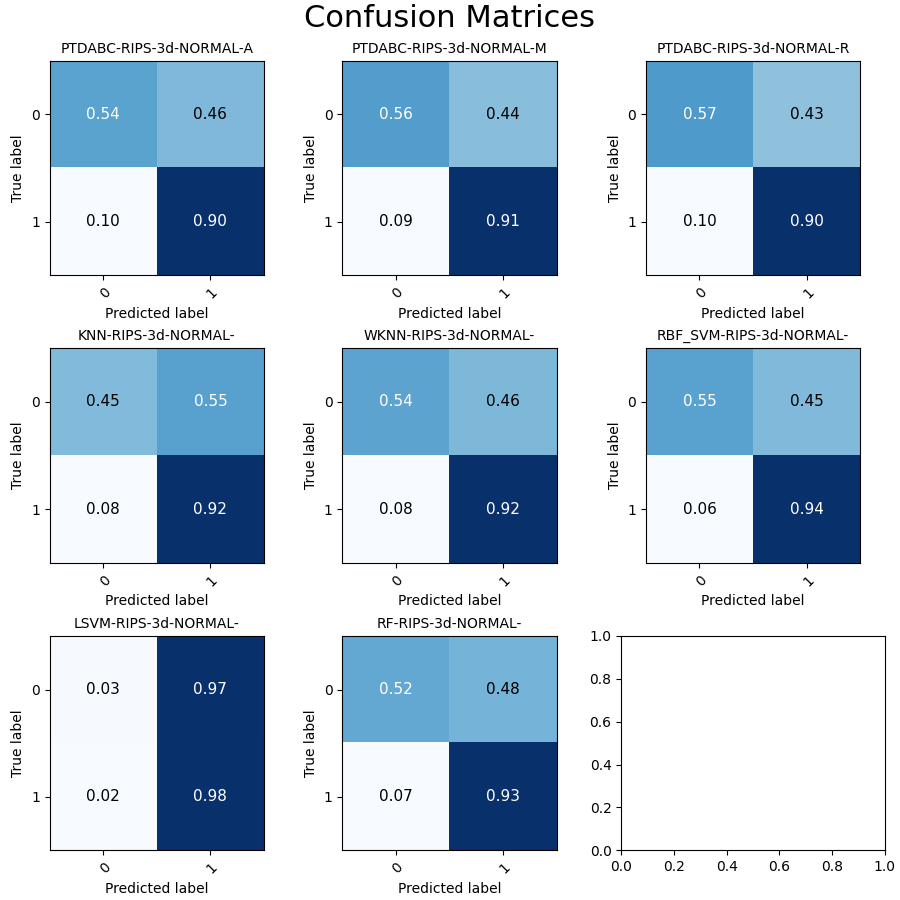 Confusion Matrices
PTDABC-RIPS-3d-NORMAL-A
0
0.54
0.46
True label
1
0.10
0.90
0
1
Predicted label
PTDABC-RIPS-3d-NORMAL-M
0
0.56
0.44
True label
0.09
0.91
0
1
Predicted label
PTDABC-RIPS-3d-NORMAL-R
0
0.57
0.43
True label
1
0.10
0.90
0
1
Predicted label
KNN-RIPS-3d-NORMAL-
0
0.45
0.55
True label
1
0.08
0.92
0
1
Predicted label
WKNN-RIPS-3d-NORMAL-
0
0.54
0.46
True label
1
0.08
0.92
0
1
Predicted label
RBF_SVM-RIPS-3d-NORMAL-
0
0.55
0.45
True label
1
0.06
0.94
0
1
Predicted label
LSVM-RIPS-3d-NORMAL-
0
0.03
0.97
True label
1
0.02
0.98
0
1
Predicted label
RF-RIPS-3d-NORMAL-
0
0.52
0.48
True label
1
0.07
0.93
0
1
Predicted label
1.0
0.8
0.6
0.4
0.2
0.0
0.0 0.2 0.4 0.6 0.8 1.0